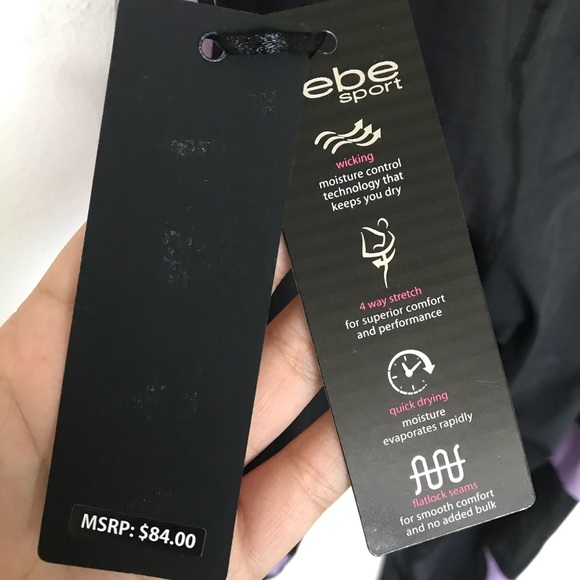 ebe
sport
wicking
moisture control
technology that
keeps you dry
4 way stretch
for superior comfort
and performance
quick drying
moisture
evaporates rapidly
flatlock seams
for smooth comfort
and no added bulk
MSRP: $84.00